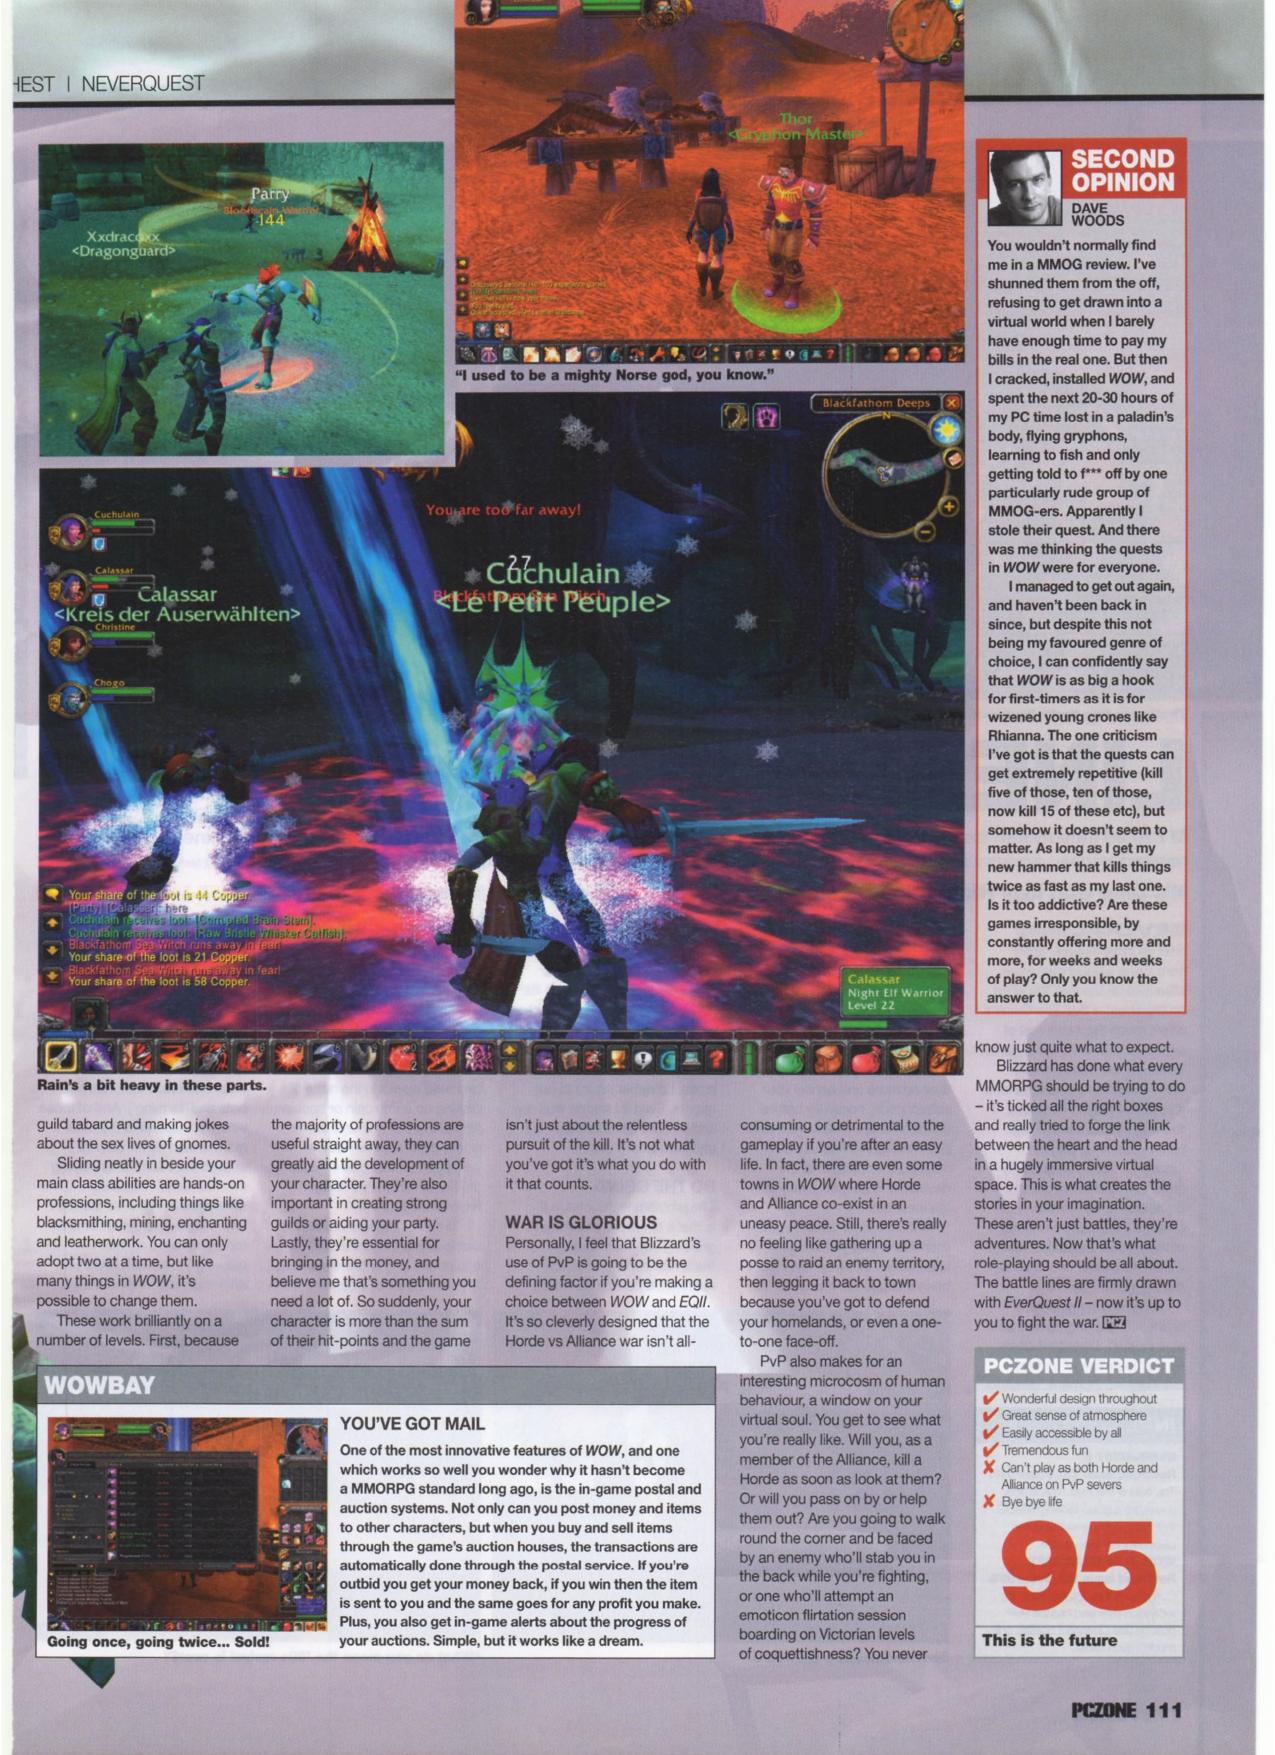 HEST | NEVERQUEST
Parry
Bloodscalp Warrior
-144
Xxdracoxx
<Dragonguard>
Thor
<Gryphon Master>
"I used to be a mighty Norse god, you know."
Blackfathom Deeps
N
You are too far away!
Cuchulain
Calassar
Calassar
<Kreis der Auserwählten>
Christine
Chogo
27
Cuchulain
Blackfathom Sea Witch
<Le Petit Peuple>
Your share of the loot is 44 Copper.
[Party] [Calassar]: here
Cuchulain receives loot: [Corrupted Brain Stem].
Cuchulain receives loot: [Raw Bristle Whisker Catfish].
Blackfathom Sea Witch runs away in fear!
Your share of the loot is 21 Copper.
Blackfathom Sea Witch runs away in fear!
Your share of the loot is 58 Copper.
Calassar
Night Elf Warrior
Level 22
Rain's a bit heavy in these parts.
SECOND
OPINION
DAVE
WOODS
You wouldn't normally find
me in a MMOG review. I've
shunned them from the off,
refusing to get drawn into a
virtual world when I barely
have enough time to pay my
bills in the real one. But then
I cracked, installed WOW, and
spent the next 20-30 hours of
my PC time lost in a paladin's
body, flying gryphons,
learning to fish and only
getting told to f*** off by one
particularly rude group of
MMOG-ers. Apparently I
stole their quest. And there
was me thinking the quests
in WOW were for everyone.
I managed to get out again,
and haven't been back in
since, but despite this not
being my favoured genre of
choice, I can confidently say
that WOW is as big a hook
for first-timers as it is for
wizened young crones like
Rhianna. The one criticism
I've got is that the quests can
get extremely repetitive (kill
five of those, ten of those,
now kill 15 of these etc), but
somehow it doesn't seem to
matter. As long as I get my
new hammer that kills things
twice as fast as my last one.
Is it too addictive? Are these
games irresponsible, by
constantly offering more and
more, for weeks and weeks
of play? Only you know the
answer to that.
guild tabard and making jokes
about the sex lives of gnomes.
Sliding neatly in beside your
main class abilities are hands-on
professions, including things like
blacksmithing, mining, enchanting
and leatherwork. You can only
adopt two at a time, but like
many things in WOW, it's
possible to change them.
These work brilliantly on a
number of levels. First, because
the majority of professions are
useful straight away, they can
greatly aid the development of
your character. They're also
important in creating strong
guilds or aiding your party.
Lastly, they're essential for
bringing in the money, and
believe me that's something you
need a lot of. So suddenly, your
character is more than the sum
of their hit-points and the game
isn't just about the relentless
pursuit of the kill. It's not what
you've got it's what you do with
it that counts.
WAR IS GLORIOUS
Personally, I feel that Blizzard's
use of PvP is going to be the
defining factor if you're making a
choice between WOW and EQII.
It's so cleverly designed that the
Horde vs Alliance war isn't all-
consuming or detrimental to the
gameplay if you're after an easy
life. In fact, there are even some
towns in WOW where Horde
and Alliance co-exist in an
uneasy peace. Still, there's really
no feeling like gathering up a
posse to raid an enemy territory,
then legging it back to town
because you've got to defend
your homelands, or even a one-
to-one face-off.
PvP also makes for an
interesting microcosm of human
behaviour, a window on your
virtual soul. You get to see what
you're really like. Will you, as a
member of the Alliance, kill a
Horde as soon as look at them?
Or will you pass on by or help
them out? Are you going to walk
round the corner and be faced
by an enemy who'll stab you in
the back while you're fighting,
or one who'll attempt an
emoticon flirtation session
boarding on Victorian levels
of coquettishness? You never
know just quite what to expect.
Blizzard has done what every
MMORPG should be trying to do
– it's ticked all the right boxes
and really tried to forge the link
between the heart and the head
in a hugely immersive virtual
space. This is what creates the
stories in your imagination.
These aren't just battles, they're
adventures. Now that's what
role-playing should be all about.
The battle lines are firmly drawn
with EverQuest II – now it's up to
you to fight the war. PCZ
WOWBAY
Going once, going twice... Sold!
YOU'VE GOT MAIL
One of the most innovative features of WOW, and one
which works so well you wonder why it hasn't become
a MMORPG standard long ago, is the in-game postal and
auction systems. Not only can you post money and items
to other characters, but when you buy and sell items
through the game's auction houses, the transactions are
automatically done through the postal service. If you're
outbid you get your money back, if you win then the item
is sent to you and the same goes for any profit you make.
Plus, you also get in-game alerts about the progress of
your auctions. Simple, but it works like a dream.
PCZONE VERDICT
✔ Wonderful design throughout
✔ Great sense of atmosphere
✔ Easily accessible by all
✔ Tremendous fun
✘ Can't play as both Horde and
Alliance on PvP severs
✘ Bye bye life
95
This is the future
PCZONE 111